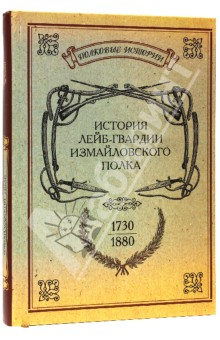 ПОЛКОВЫЕ ИСТОРИИ
ИСТОРИЯ
ЛЕЙБ-ГВАРДИИ
ИЗМАЙЛОВСКОГО
ПОЛКА
1730
1880